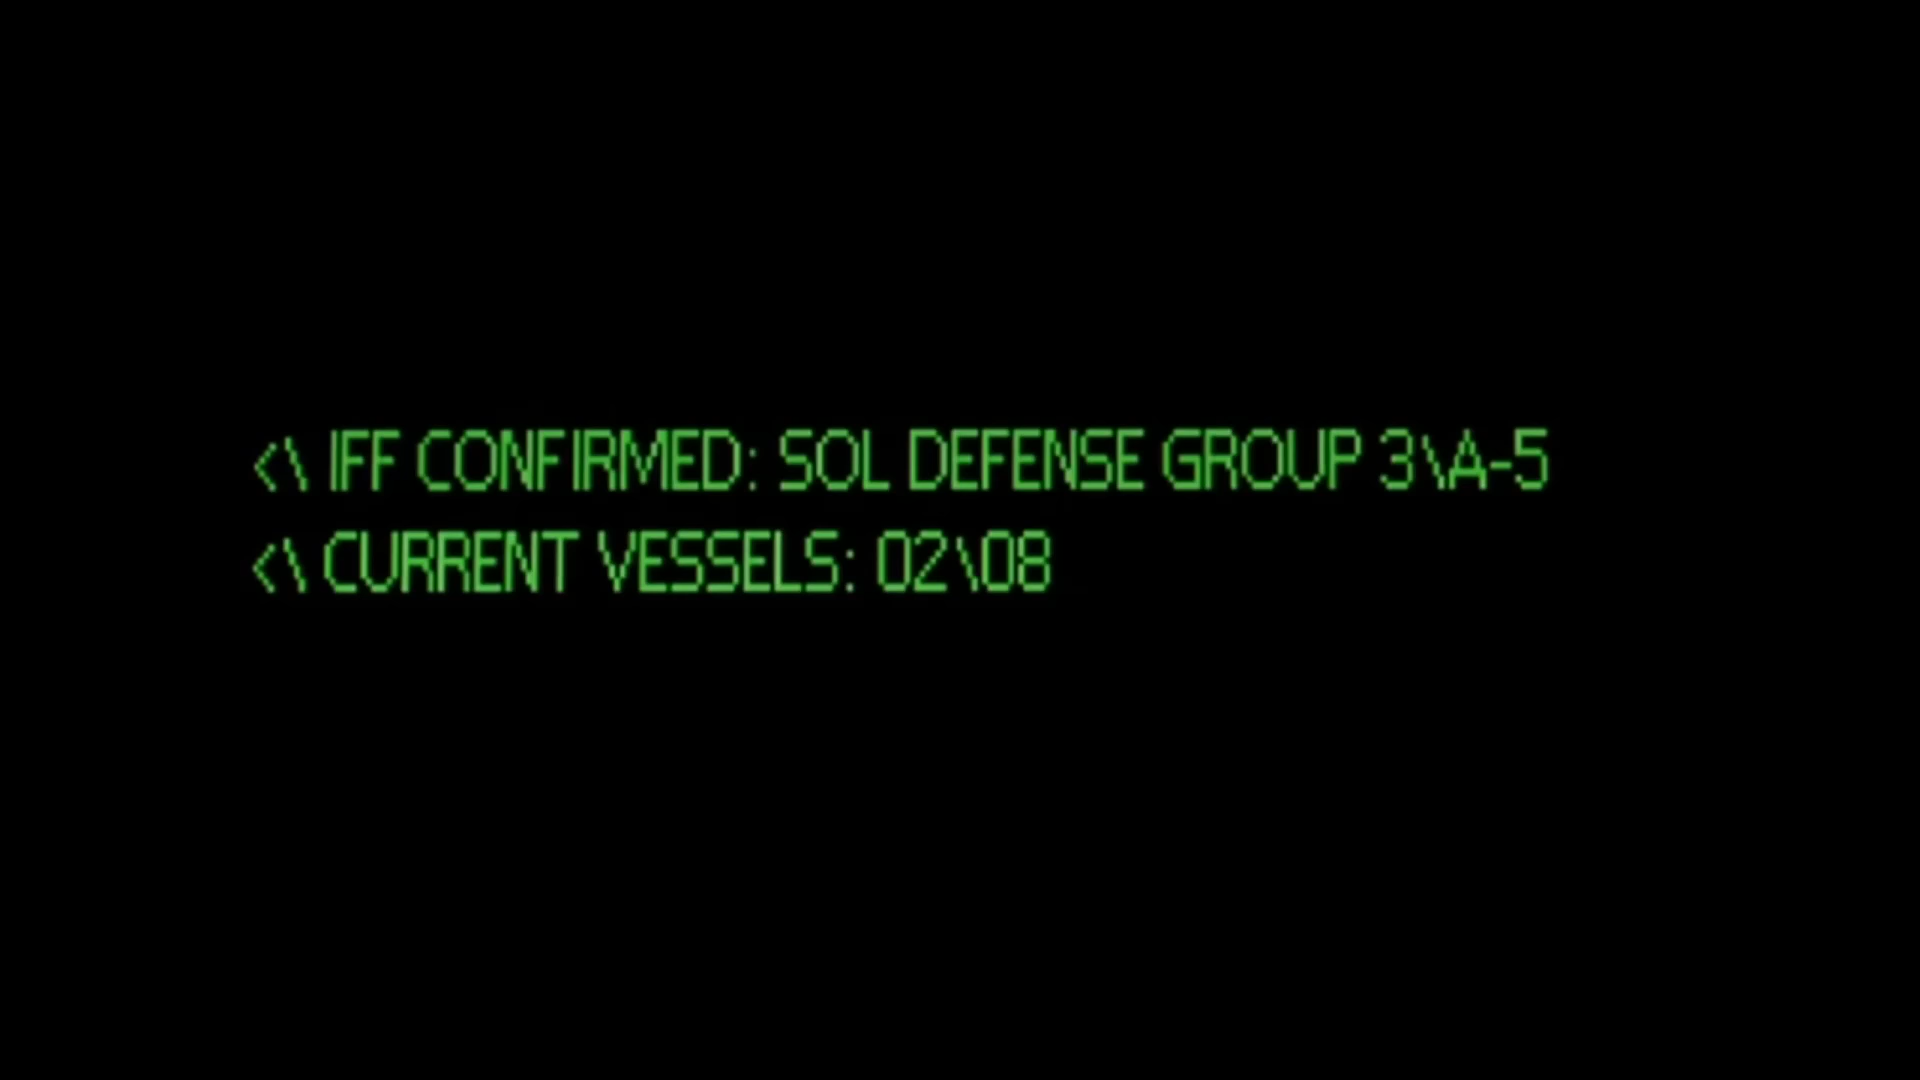 <\ IFF CONFIRMED: SOL DEFENSE GROUP 3\A-5
<\ CURRENT VESSELS: 02\08